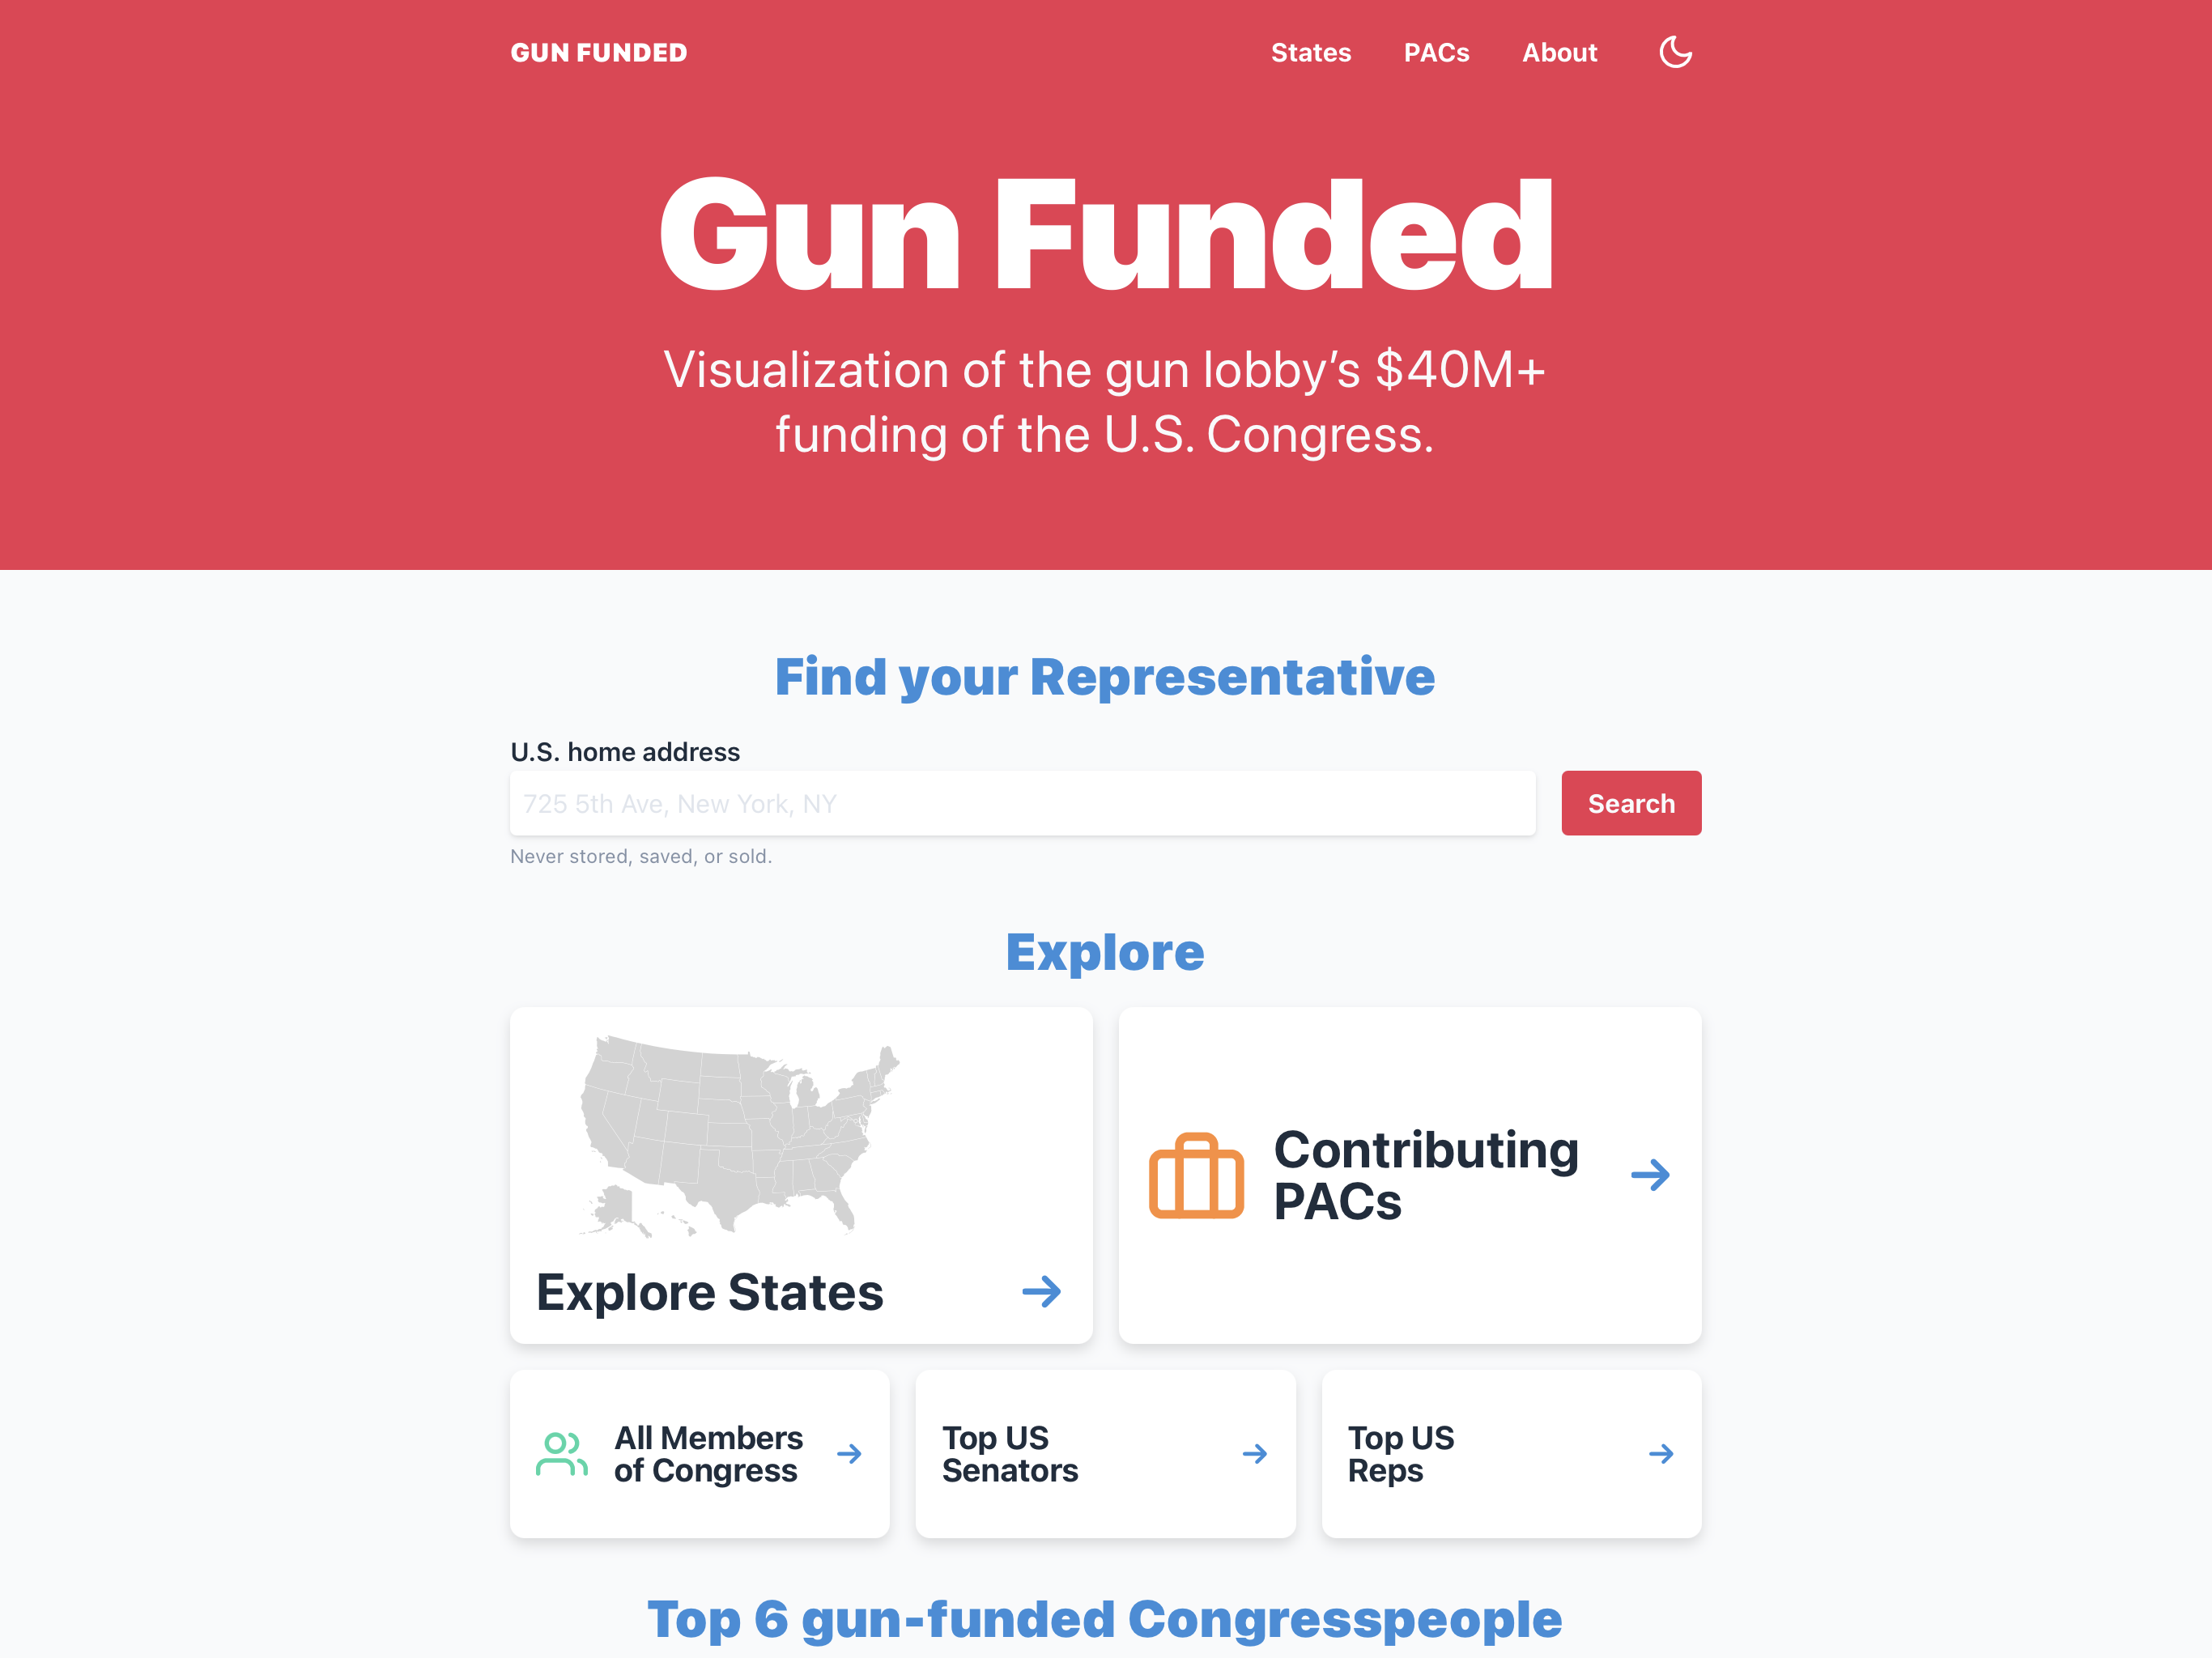 GUN FUNDED
States
PACs
About
Gun Funded
Visualization of the gun lobby’s $40M+
funding of the U.S. Congress.
Find your Representative
U.S. home address
725 5th Ave, New York, NY
Search
Never stored, saved, or sold.
Explore
Explore States
Contributing
PACs
All Members
of Congress
Top US
Senators
Top US
Reps
Top 6 gun-funded Congresspeople